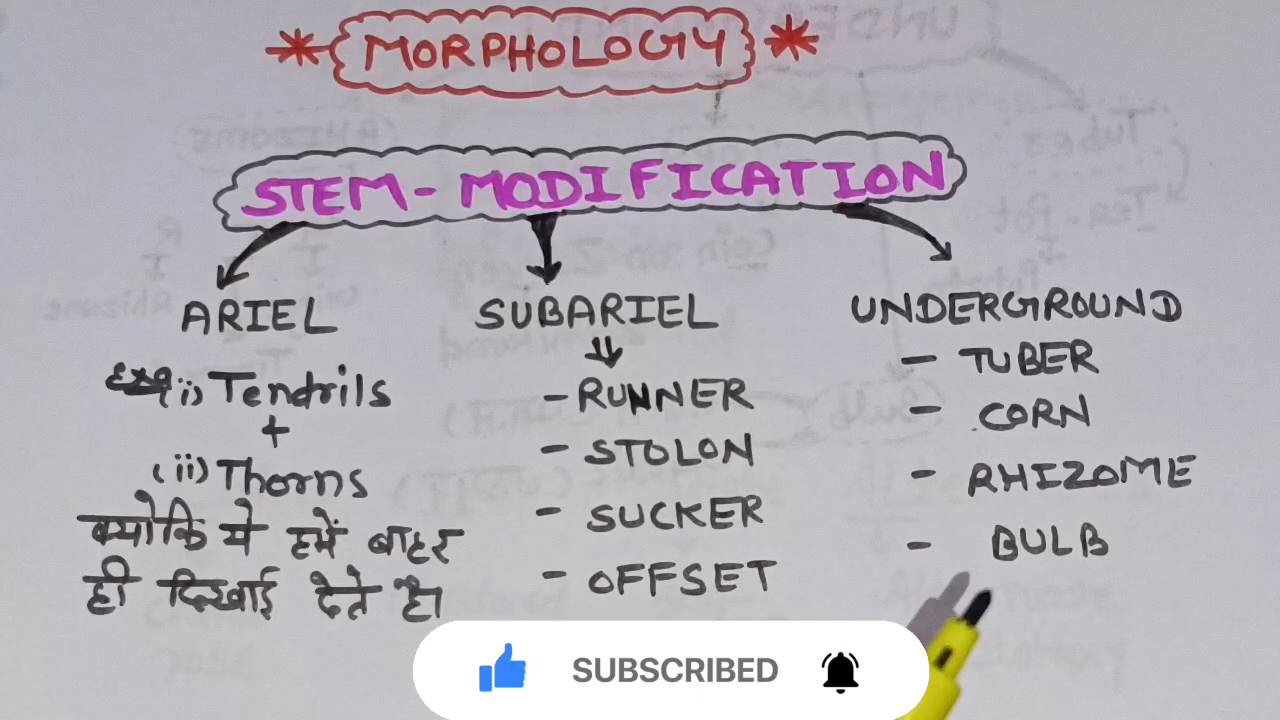 * MORPHOLOGY *
STEM-MODIFICATION
ARIEL
Exa (i) Tendrils
+
(ii) Thorns
क्योकि ये हमें बाहर
ही दिखाई देते है।
SUBARIEL
- RUNNER
- STOLON
- SUCKER
- OFFSET
UNDERGROUND
- TUBER
- CORN
- RHIZOME
- BULB
SUBSCRIBED